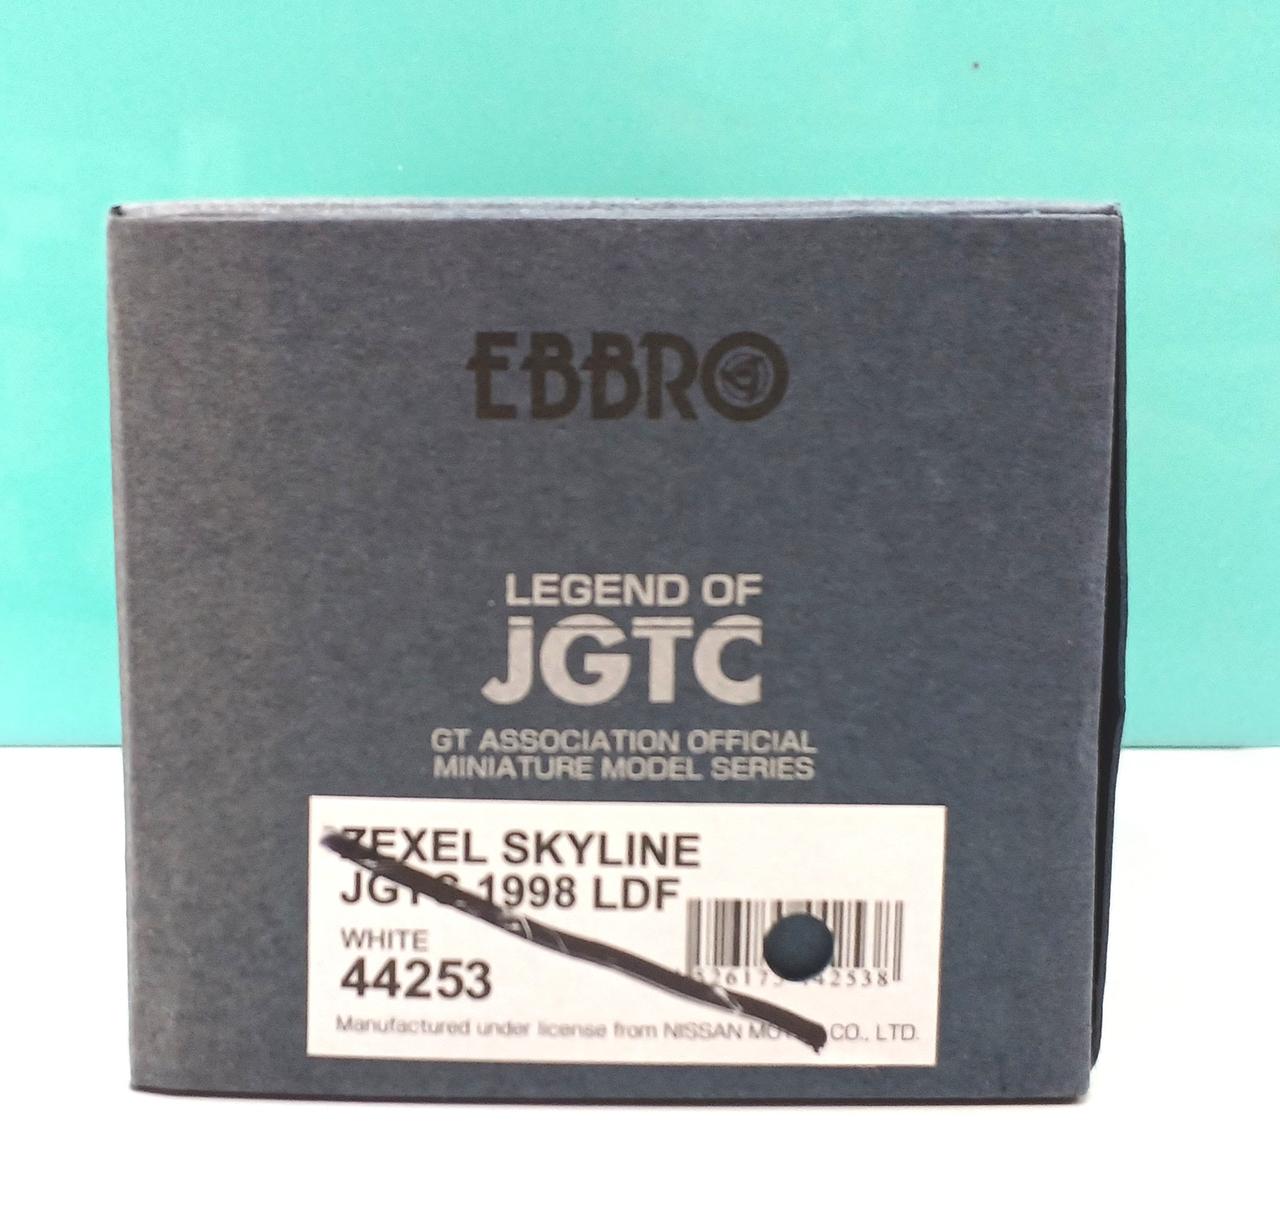 EBBRO
LEGEND OF
JGTC
GT ASSOCIATION OFFICIAL
MINIATURE MODEL SERIES
ZEXEL SKYLINE
JGTC 1998 LDF
WHITE
44253
Manufactured under license from NISSAN MOTOR CO., LTD.